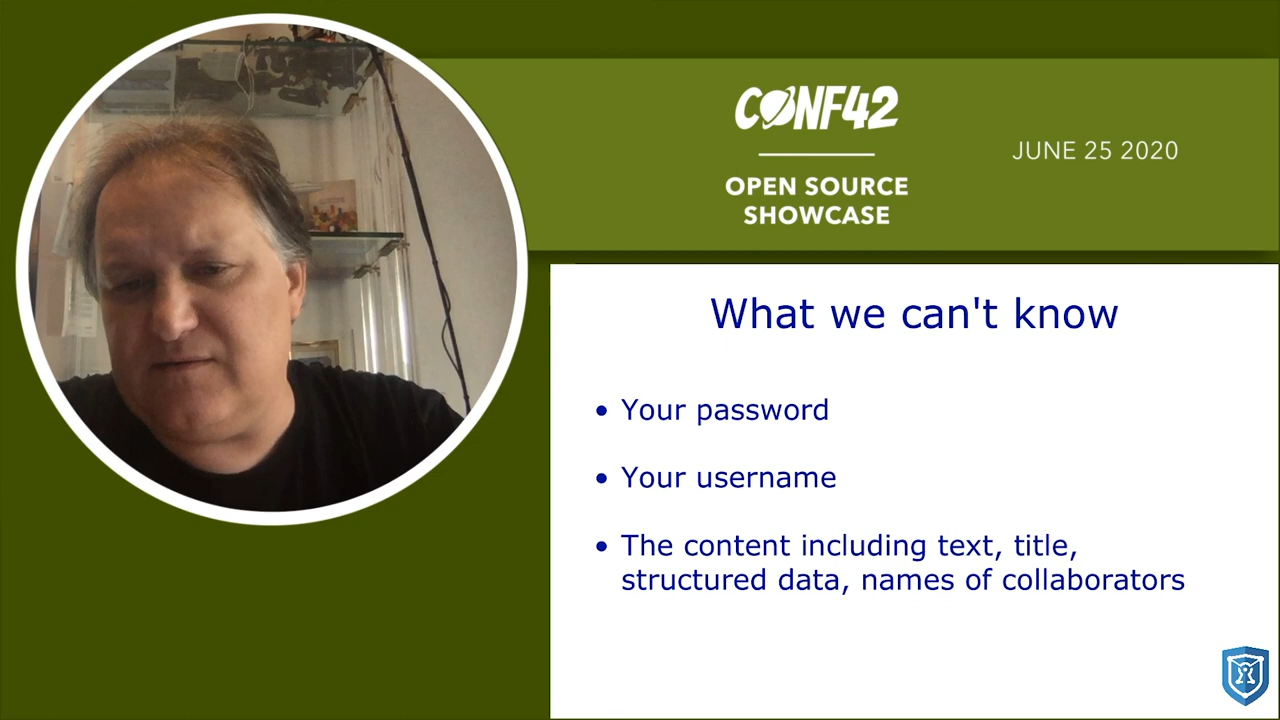 CONF42
OPEN SOURCE
SHOWCASE
JUNE 25 2020
What we can't know
• Your password
• Your username
• The content including text, title,
structured data, names of collaborators